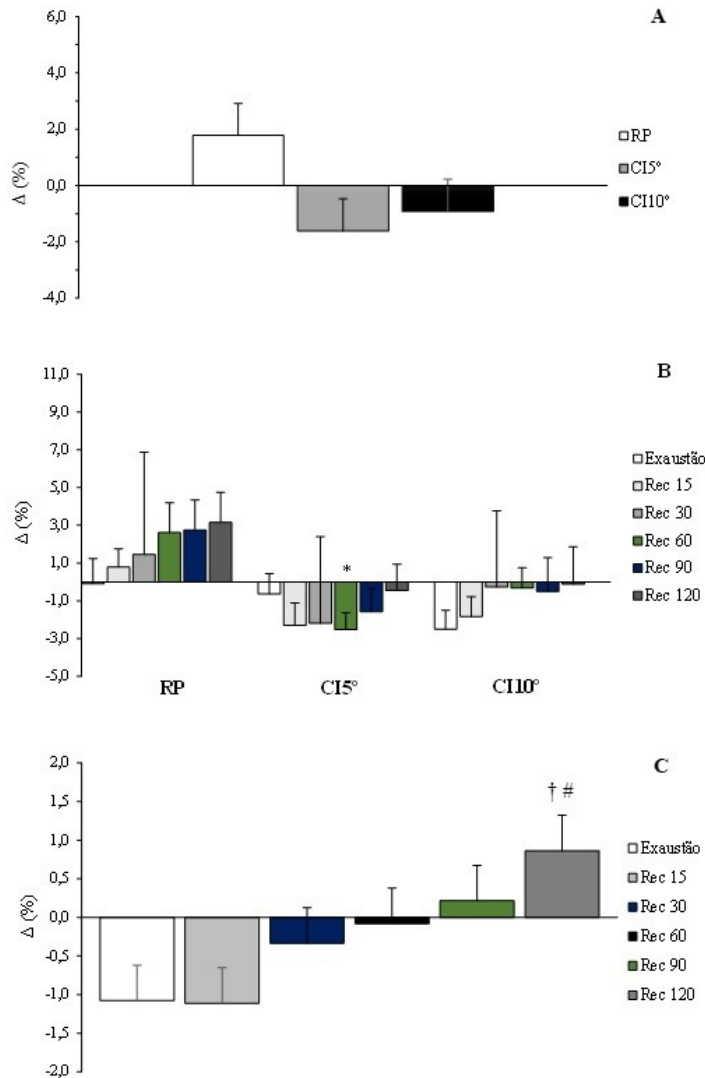 A
6,0
4,0
2,0
0,0
-2,0
-4,0
Δ (%)
RP
CI5°
CI10°
B
11,0
9,0
7,0
5,0
3,0
1,0
-1,0
-3,0
-5,0
Δ (%)
*
RP
CI5°
CI10°
Exaustão
Rec 15
Rec 30
Rec 60
Rec 90
Rec 120
C
2,0
1,5
1,0
0,5
0,0
-0,5
-1,0
-1,5
-2,0
Δ (%)
† #
Exaustão
Rec 15
Rec 30
Rec 60
Rec 90
Rec 120